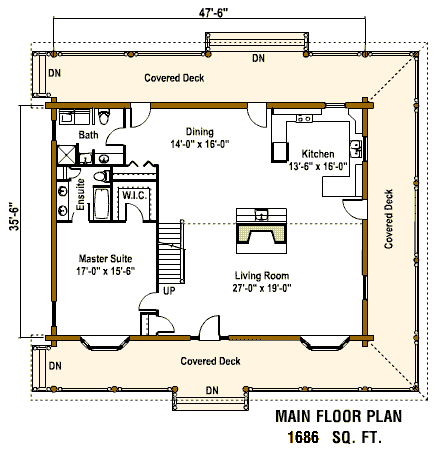 47'-6"
DN
DN
Covered Deck
Bath
Dining
14'-0" x 16'-0"
Kitchen
13'-6" x 16'-0"
Ensuite
W.I.C.
35'-6"
Covered Deck
Master Suite
17'-0" x 15'-6"
UP
Living Room
27'-0" x 19'-0"
DN
Covered Deck
DN
MAIN FLOOR PLAN
1686 SQ. FT.